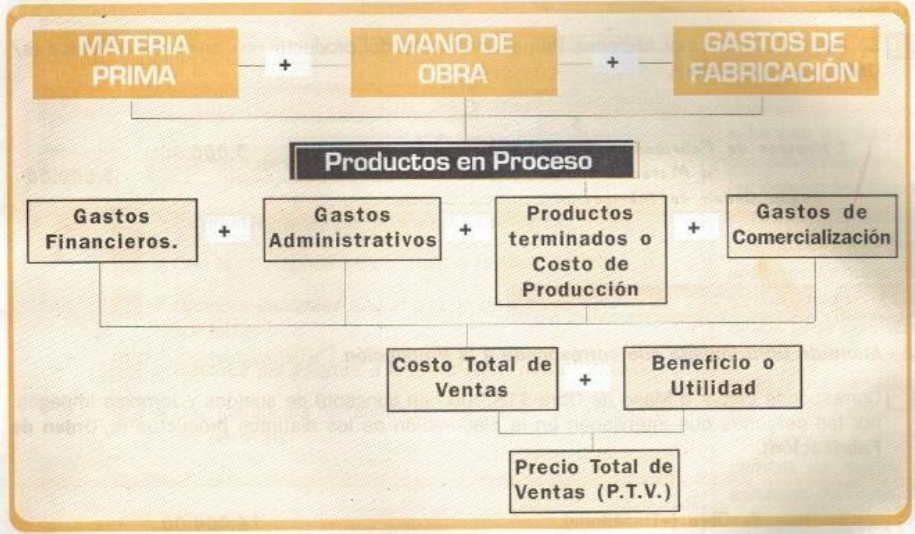 MATERIA
PRIMA
+
MANO DE
OBRA
+
GASTOS DE
FABRICACIÓN
Productos en Proceso
Gastos
Financieros.
+
Gastos
Administrativos
+
Productos
terminados o
Costo de
Producción
+
Gastos de
Comercialización
Costo Total de
Ventas
+
Beneficio o
Utilidad
Precio Total de
Ventas (P.T.V.)